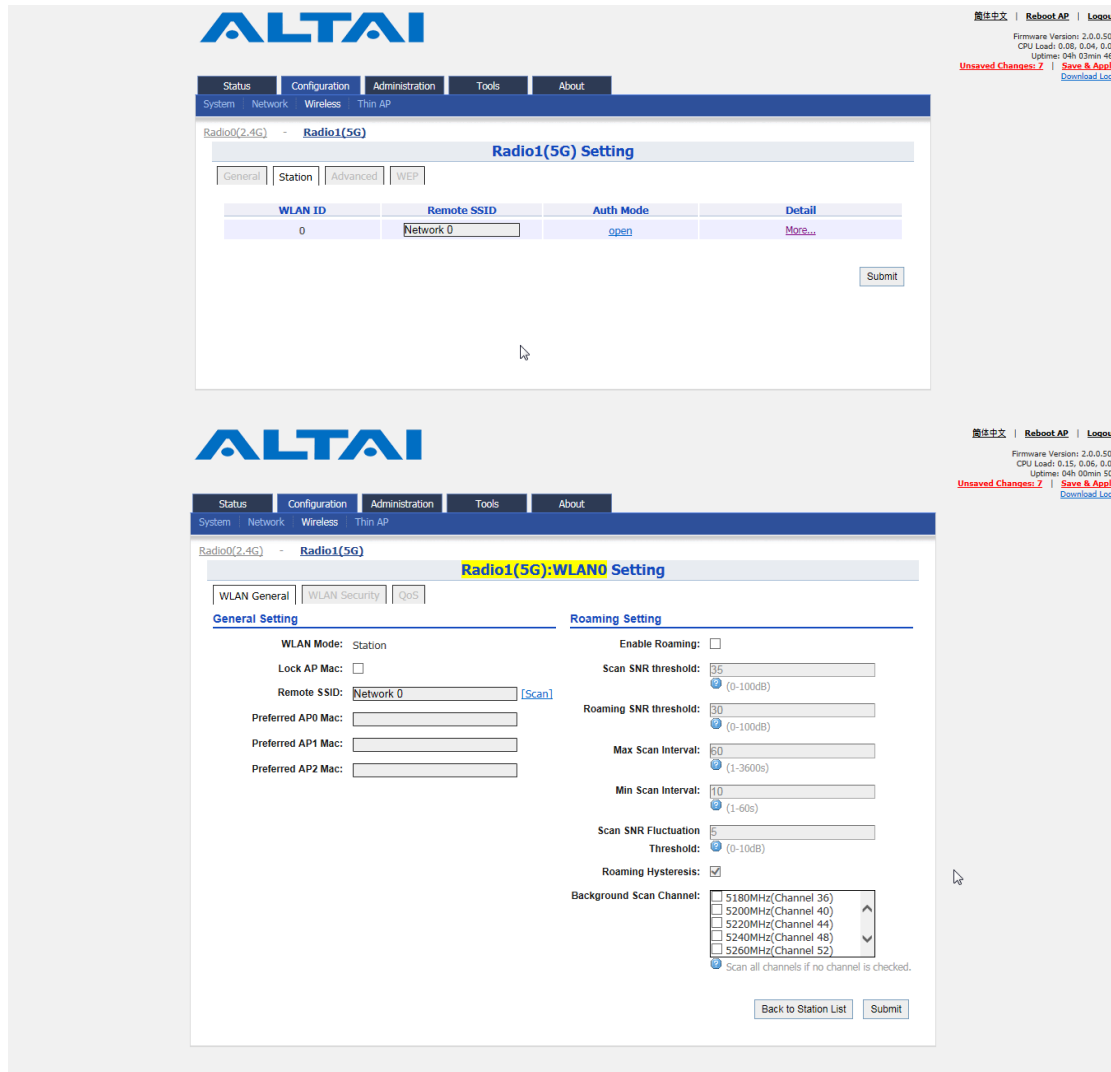 ALTAI
簡体中文 | Reboot AP | Logou
Firmware Version: 2.0.0.50
CPU Load: 0.08, 0.04, 0.0
Uptime: 04h 03min 46
Unsaved Changes: 7 | Save & Appl
Download Loc
Status Configuration Administration Tools About
System Network Wireless Thin AP
Radio0(2.4G) - Radio1(5G)
Radio1(5G) Setting
General Station Advanced WEP
WLAN ID Remote SSID Auth Mode Detail
0 Network 0 open More...
Submit
ALTAI
簡体中文 | Reboot AP | Logou
Firmware Version: 2.0.0.50
CPU Load: 0.15, 0.06, 0.0
Uptime: 04h 00min 50
Unsaved Changes: 7 | Save & Appl
Download Loc
Status Configuration Administration Tools About
System Network Wireless Thin AP
Radio0(2.4G) - Radio1(5G)
Radio1(5G):WLAN0 Setting
WLAN General WLAN Security QoS
General Setting
WLAN Mode: Station
Lock AP Mac:
Remote SSID: Network 0 [Scan]
Preferred AP0 Mac:
Preferred AP1 Mac:
Preferred AP2 Mac:
Roaming Setting
Enable Roaming:
Scan SNR threshold: 35
(0-100dB)
Roaming SNR threshold: 30
(0-100dB)
Max Scan Interval: 60
(1-3600s)
Min Scan Interval: 10
(1-60s)
Scan SNR Fluctuation 5
Threshold: (0-10dB)
Roaming Hysteresis:
Background Scan Channel: 5180MHz(Channel 36)
5200MHz(Channel 40)
5220MHz(Channel 44)
5240MHz(Channel 48)
5260MHz(Channel 52)
Scan all channels if no channel is checked.
Back to Station List Submit